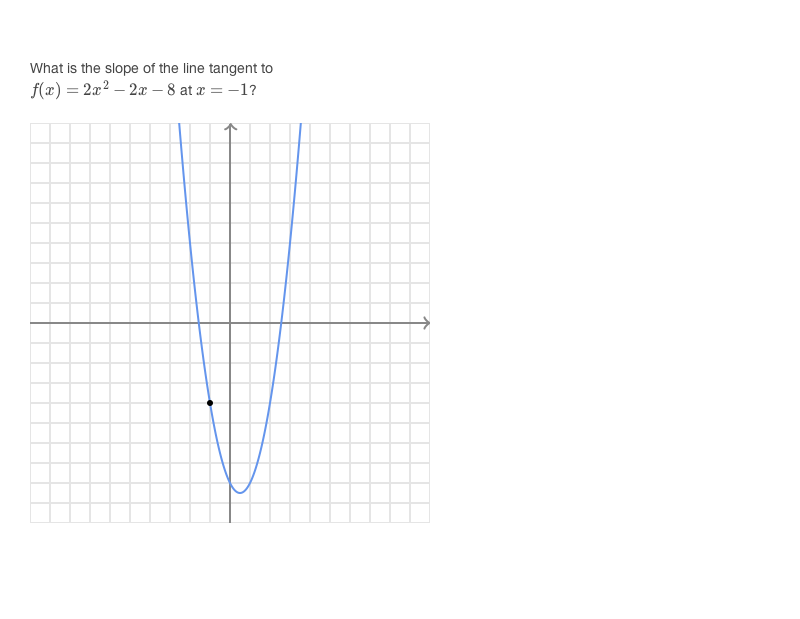 What is the slope of the line tangent to
f(x) = 2x² − 2x − 8 at x = −1?